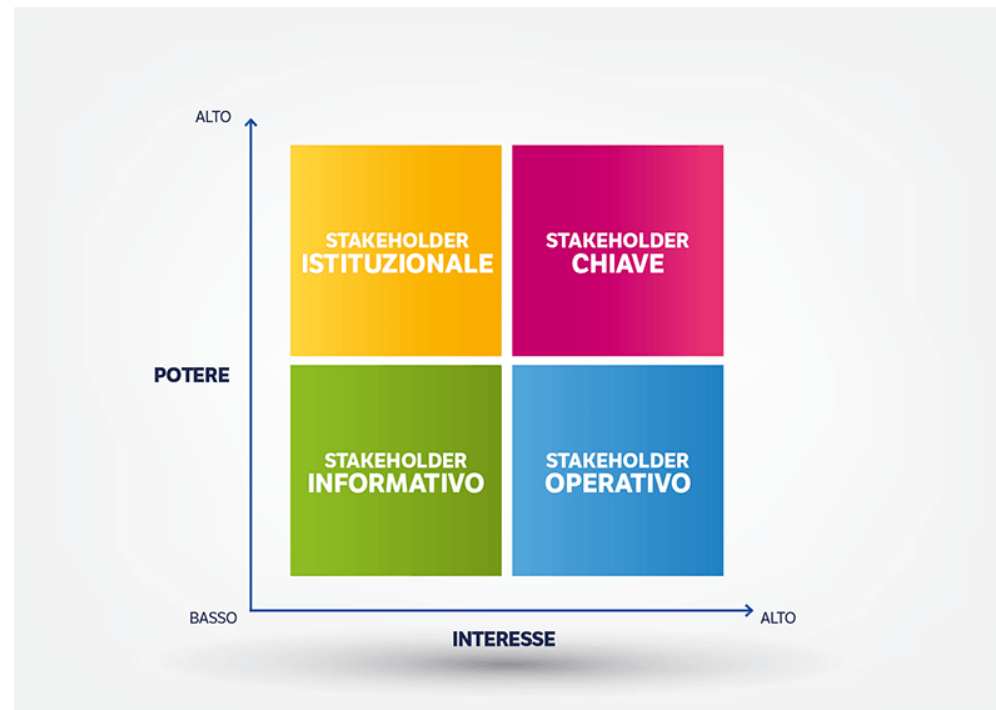 ALTO
STAKEHOLDER
ISTITUZIONALE
STAKEHOLDER
CHIAVE
POTERE
STAKEHOLDER
INFORMATIVO
STAKEHOLDER
OPERATIVO
BASSO
ALTO
INTERESSE